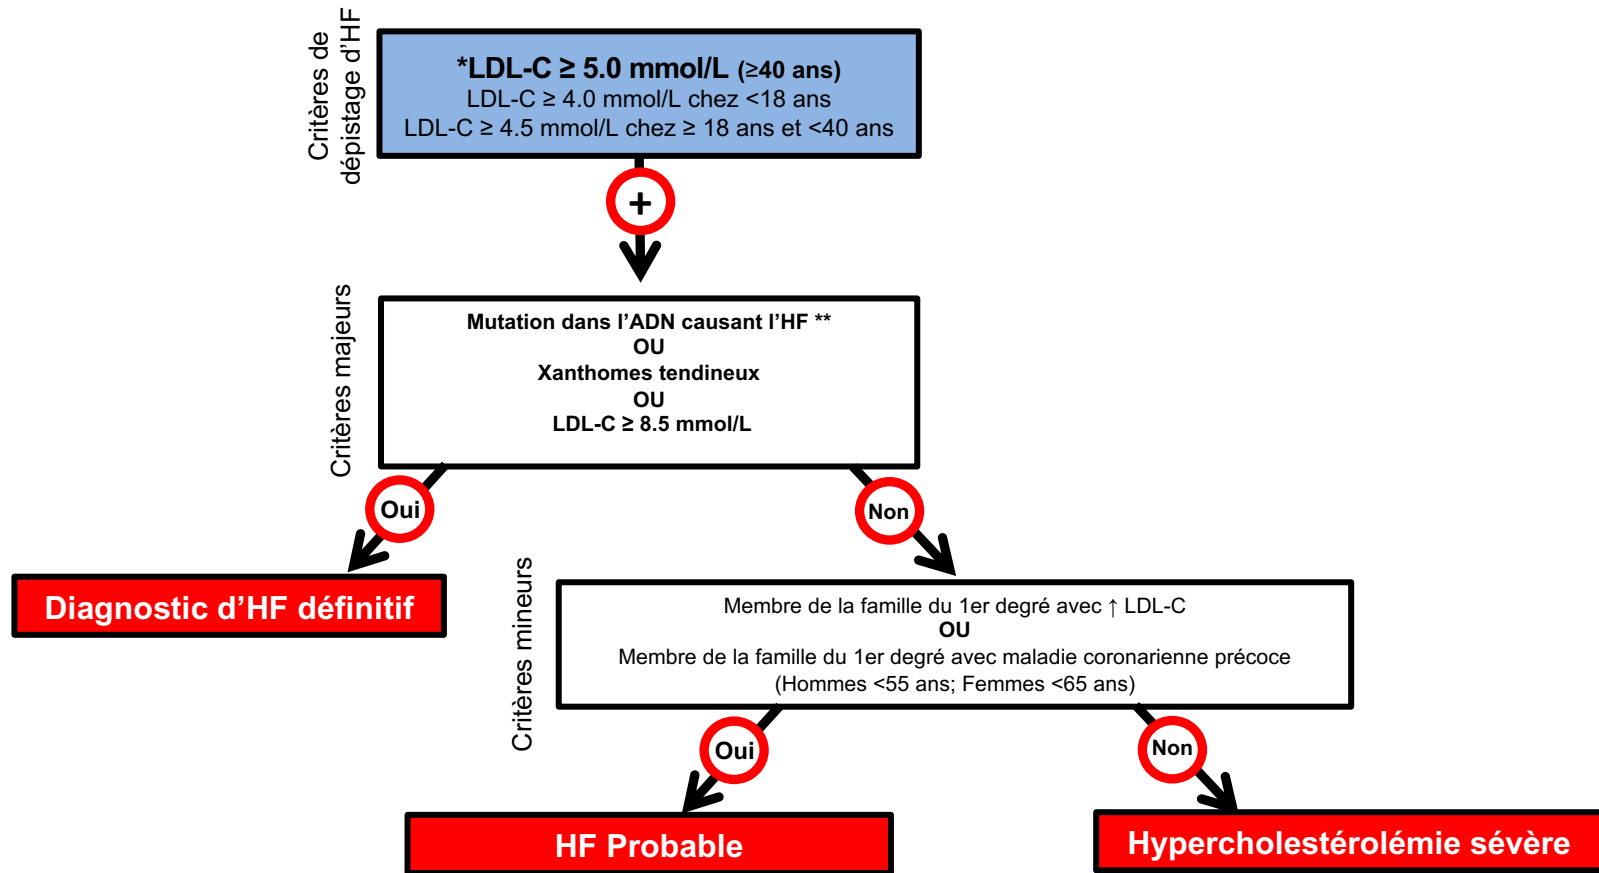 Critères de
dépistage d'HF
*LDL-C ≥ 5.0 mmol/L (≥40 ans)
LDL-C ≥ 4.0 mmol/L chez <18 ans
LDL-C ≥ 4.5 mmol/L chez ≥ 18 ans et <40 ans
+
Critères majeurs
Mutation dans l'ADN causant l'HF **
OU
Xanthomes tendineux
OU
LDL-C ≥ 8.5 mmol/L
Oui
Non
Diagnostic d'HF définitif
Critères mineurs
Membre de la famille du 1er degré avec ↑ LDL-C
OU
Membre de la famille du 1er degré avec maladie coronarienne précoce
(Hommes <55 ans; Femmes <65 ans)
Oui
Non
HF Probable
Hypercholestérolémie sévère